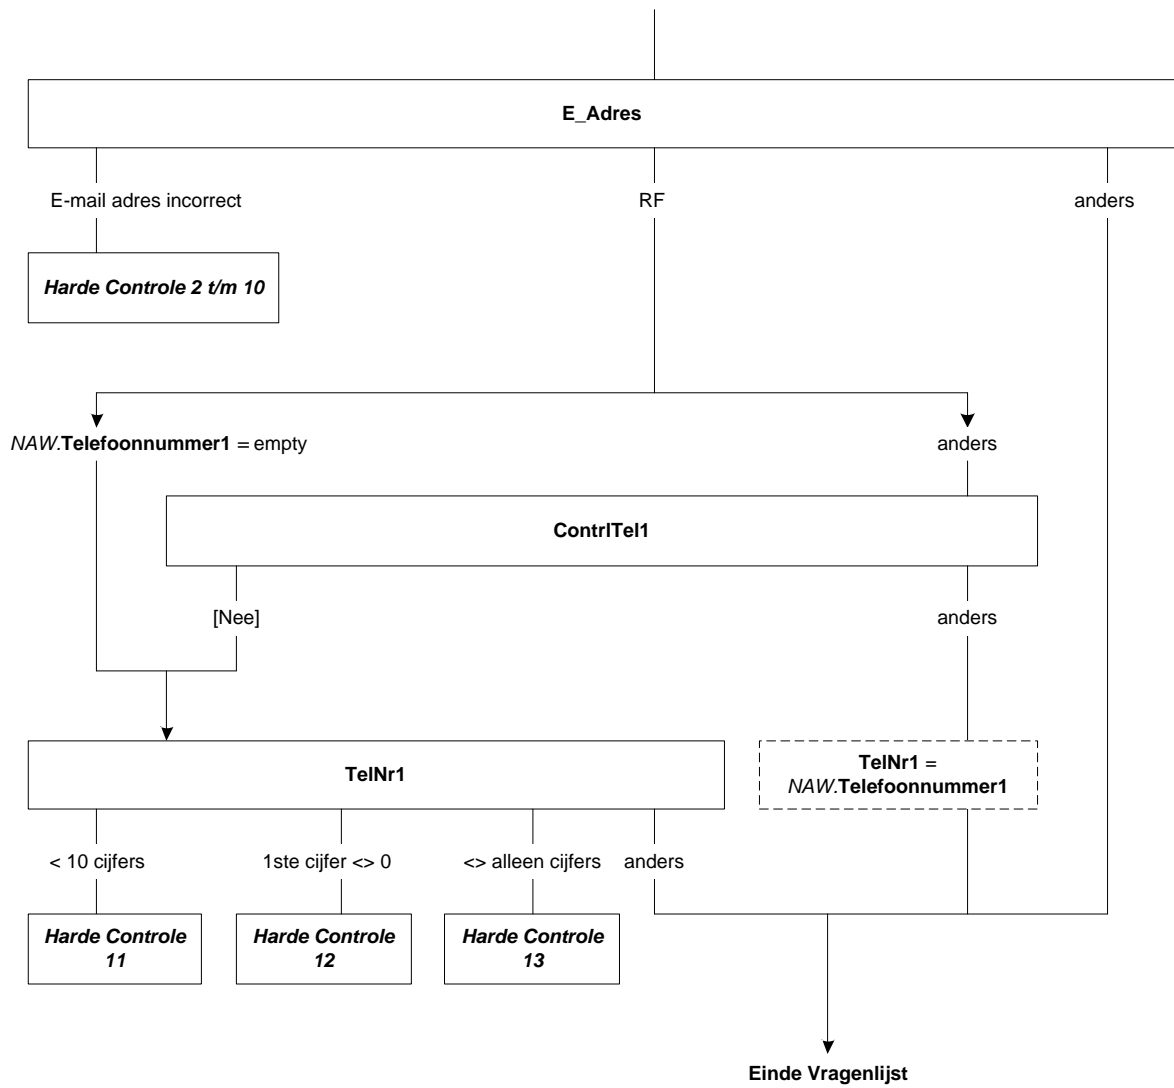 E_Adres
E-mail adres incorrect
RF
anders
Harde Controle 2 t/m 10
NAW.Telefoonnummer1 = empty
anders
ContrlTel1
[Nee]
anders
TelNr1
TelNr1 =
NAW.Telefoonnummer1
< 10 cijfers
1ste cijfer <> 0
<> alleen cijfers
anders
Harde Controle
11
Harde Controle
12
Harde Controle
13
Einde Vragenlijst